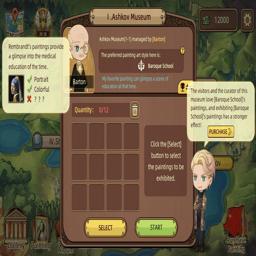 I .Ashkov Museum
12000
Rembrandt's paintings provide
a glimpse into the medical
education of the time.
Portrait
Colorful
? ? ?
Barton
Ashkov Museum(1-1) managed by [Barton]
The preferred painting art style here is:
Baroque School
My favorite painting can glimpse a scene of
education at that time.
The visitors and the curator of this
museum love [Baroque School]'s
paintings, and exhibiting [Baroque
School]'s paintings has a stronger
effect!
PURCHASE
Quantity: 0/12
Click the [Select]
button to select
the paintings to be
exhibited.
SELECT
START